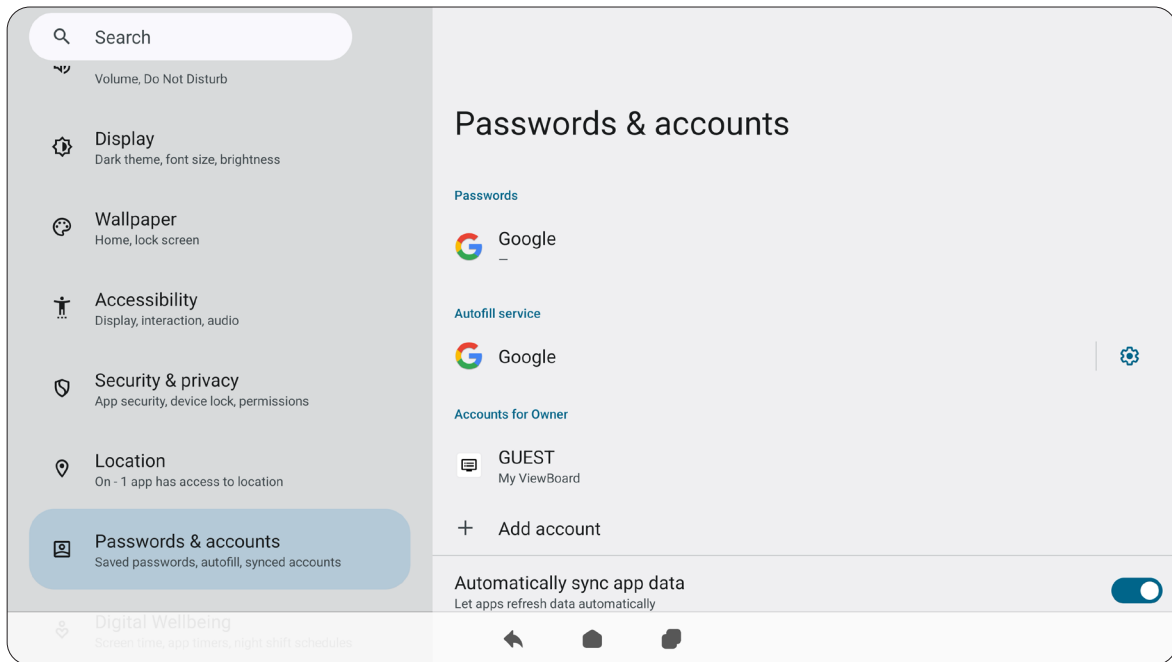 Search
Volume, Do Not Disturb
Display
Dark theme, font size, brightness
Wallpaper
Home, lock screen
Accessibility
Display, interaction, audio
Security & privacy
App security, device lock, permissions
Location
On - 1 app has access to location
Passwords & accounts
Saved passwords, autofill, synced accounts
Digital Wellbeing
Screen time, app timers, night shift schedules
Passwords & accounts
Passwords
Google
–
Autofill service
Google
Accounts for Owner
GUEST
My ViewBoard
Add account
Automatically sync app data
Let apps refresh data automatically